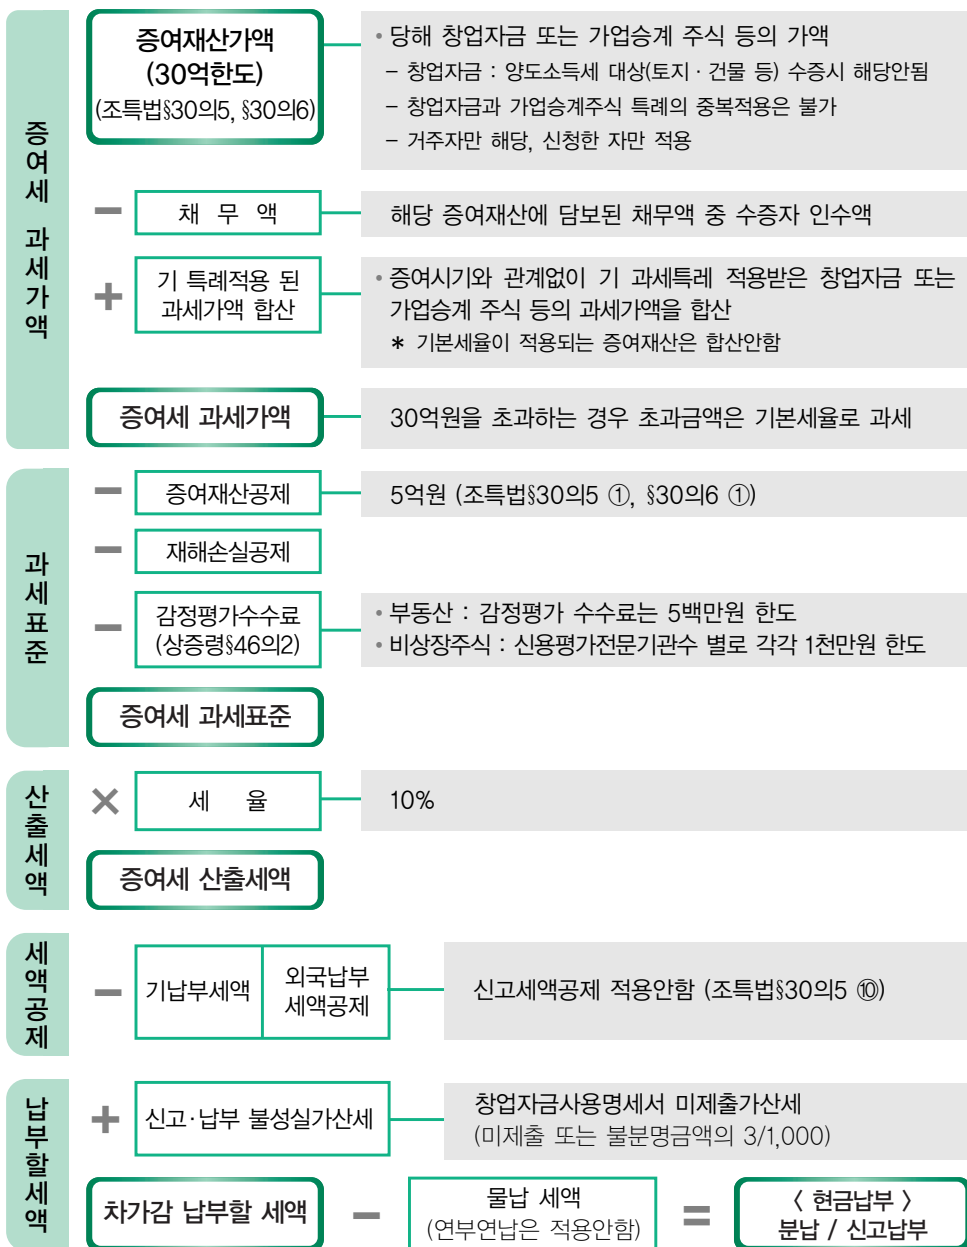 증여세 과세가액
증여재산가액
(30억한도)
(조특법§30의5, §30의6)
• 당해 창업자금 또는 가업승계 주식 등의 가액
– 창업자금 : 양도소득세 대상(토지 · 건물 등) 수증시 해당안됨
– 창업자금과 가업승계주식 특례의 중복적용은 불가
– 거주자만 해당, 신청한 자만 적용
− 채 무 액
해당 증여재산에 담보된 채무액 중 수증자 인수액
+ 기 특례적용 된
과세가액 합산
• 증여시기와 관계없이 기 과세특레 적용받은 창업자금 또는
가업승계 주식 등의 과세가액을 합산
* 기본세율이 적용되는 증여재산은 합산안함
증여세 과세가액
30억원을 초과하는 경우 초과금액은 기본세율로 과세
과세표준
− 증여재산공제
5억원 (조특법§30의5 ①, §30의6 ①)
− 재해손실공제
− 감정평가수수료
(상증령§46의2)
• 부동산 : 감정평가 수수료는 5백만원 한도
• 비상장주식 : 신용평가전문기관수 별로 각각 1천만원 한도
증여세 과세표준
산출세액
× 세 율
10%
증여세 산출세액
세액공제
− 기납부세액
외국납부
세액공제
신고세액공제 적용안함 (조특법§30의5 ⑩)
납부할세액
+ 신고·납부 불성실가산세
창업자금사용명세서 미제출가산세
(미제출 또는 불분명금액의 3/1,000)
차가감 납부할 세액
− 물납 세액
(연부연납은 적용안함)
= 〈 현금납부 〉
분납 / 신고납부